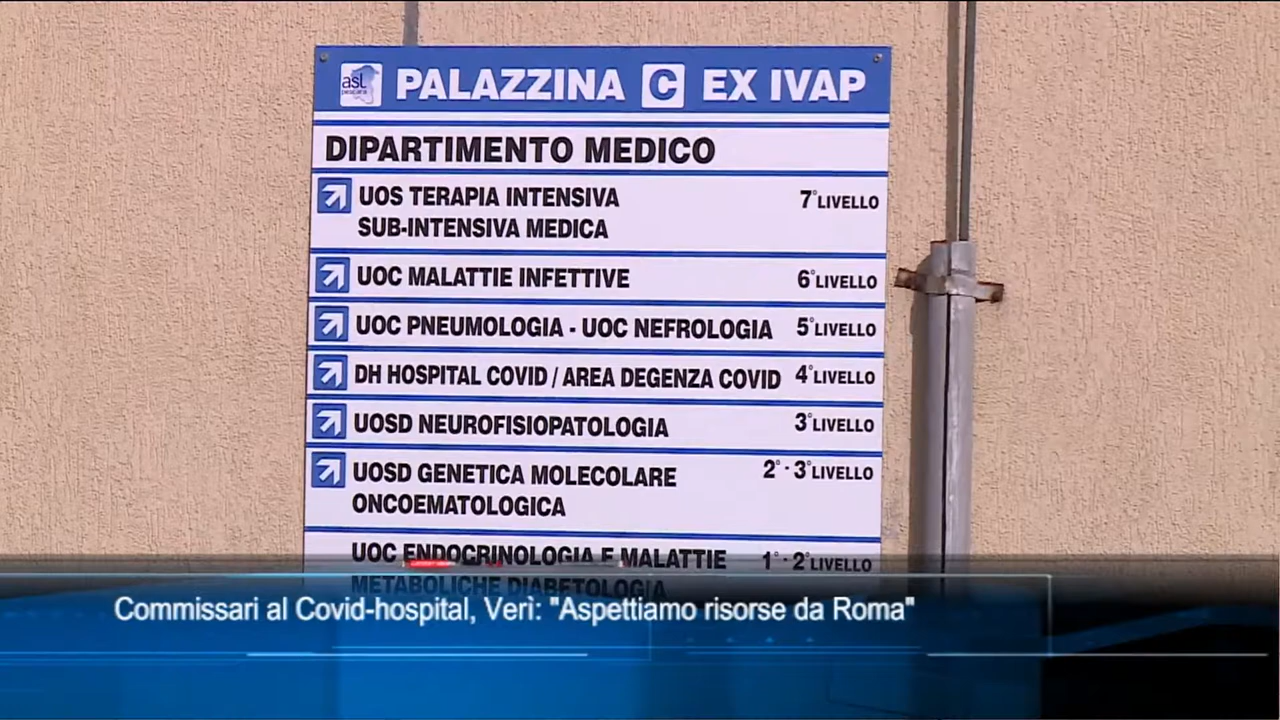 asl
pescara
PALAZZINA C EX IVAP
DIPARTIMENTO MEDICO
UOS TERAPIA INTENSIVA 7° LIVELLO
SUB-INTENSIVA MEDICA
UOC MALATTIE INFETTIVE 6° LIVELLO
UOC PNEUMOLOGIA - UOC NEFROLOGIA 5° LIVELLO
DH HOSPITAL COVID / AREA DEGENZA COVID 4° LIVELLO
UOSD NEUROFISIOPATOLOGIA 3° LIVELLO
UOSD GENETICA MOLECOLARE 2° - 3° LIVELLO
ONCOEMATOLOGICA
UOC ENDOCRINOLOGIA E MALATTIE 1° - 2° LIVELLO
METABOLICHE DIABETOLOGIA
Commissari al Covid-hospital, Verì: "Aspettiamo risorse da Roma"